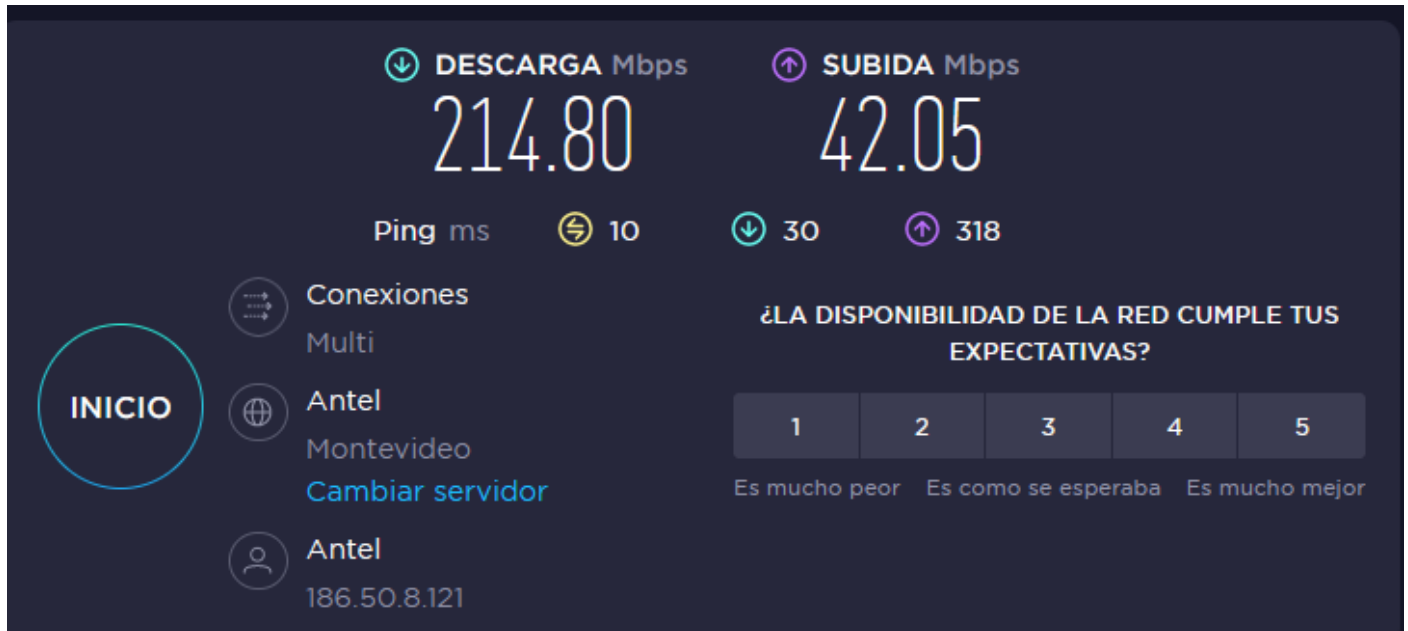 DESCARGA Mbps
SUBIDA Mbps
214.80
42.05
Ping ms 10 30 318
Conexiones
Multi
INICIO
Antel
Montevideo
Cambiar servidor
Antel
186.50.8.121
¿LA DISPONIBILIDAD DE LA RED CUMPLE TUS
EXPECTATIVAS?
1 2 3 4 5
Es mucho peor Es como se esperaba Es mucho mejor